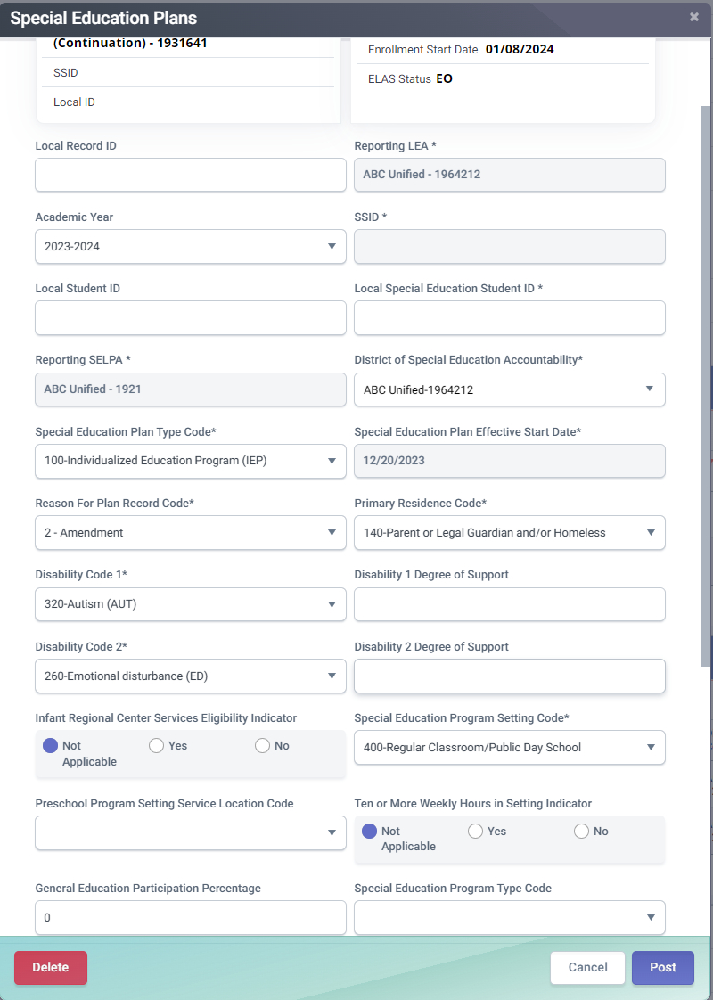 Special Education Plans
(Continuation) - 1931641
Enrollment Start Date 01/08/2024
SSID
ELAS Status EO
Local ID
Local Record ID
Reporting LEA *
ABC Unified - 1964212
Academic Year
SSID *
2023-2024
Local Student ID
Local Special Education Student ID *
Reporting SELPA *
District of Special Education Accountability*
ABC Unified - 1921
ABC Unified-1964212
Special Education Plan Type Code*
Special Education Plan Effective Start Date*
100-Individualized Education Program (IEP)
12/20/2023
Reason For Plan Record Code*
Primary Residence Code*
2 - Amendment
140-Parent or Legal Guardian and/or Homeless
Disability Code 1*
Disability 1 Degree of Support
320-Autism (AUT)
Disability Code 2*
Disability 2 Degree of Support
260-Emotional disturbance (ED)
Infant Regional Center Services Eligibility Indicator
Special Education Program Setting Code*
Not Applicable
Yes
No
400-Regular Classroom/Public Day School
Preschool Program Setting Service Location Code
Ten or More Weekly Hours in Setting Indicator
Not Applicable
Yes
No
General Education Participation Percentage
Special Education Program Type Code
0
Delete
Cancel
Post